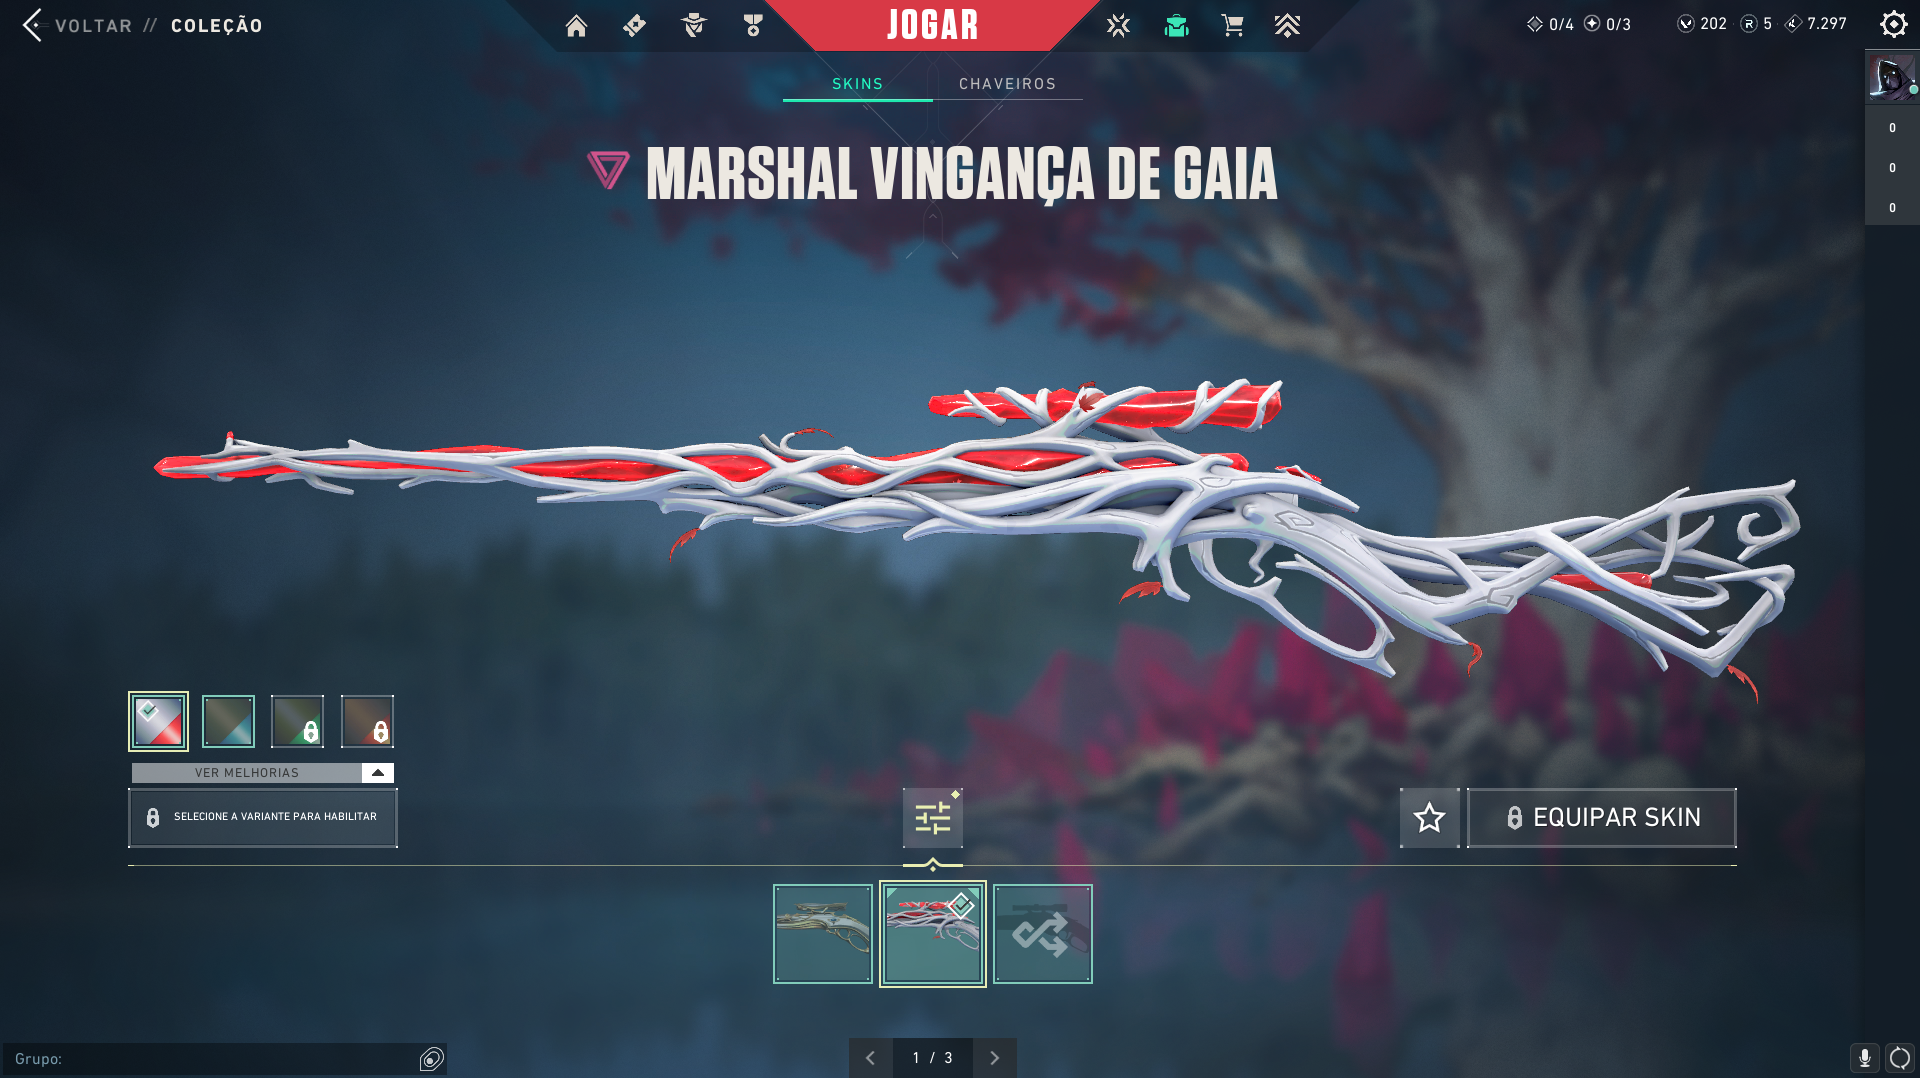 VOLTAR // COLEÇÃO
JOGAR
0/4 0/3 202 5 7.297
SKINS CHAVEIROS
MARSHAL VINGANÇA DE GAIA
0
0
0
VER MELHORIAS
SELECIONE A VARIANTE PARA HABILITAR
EQUIPAR SKIN
Grupo:
1 / 3